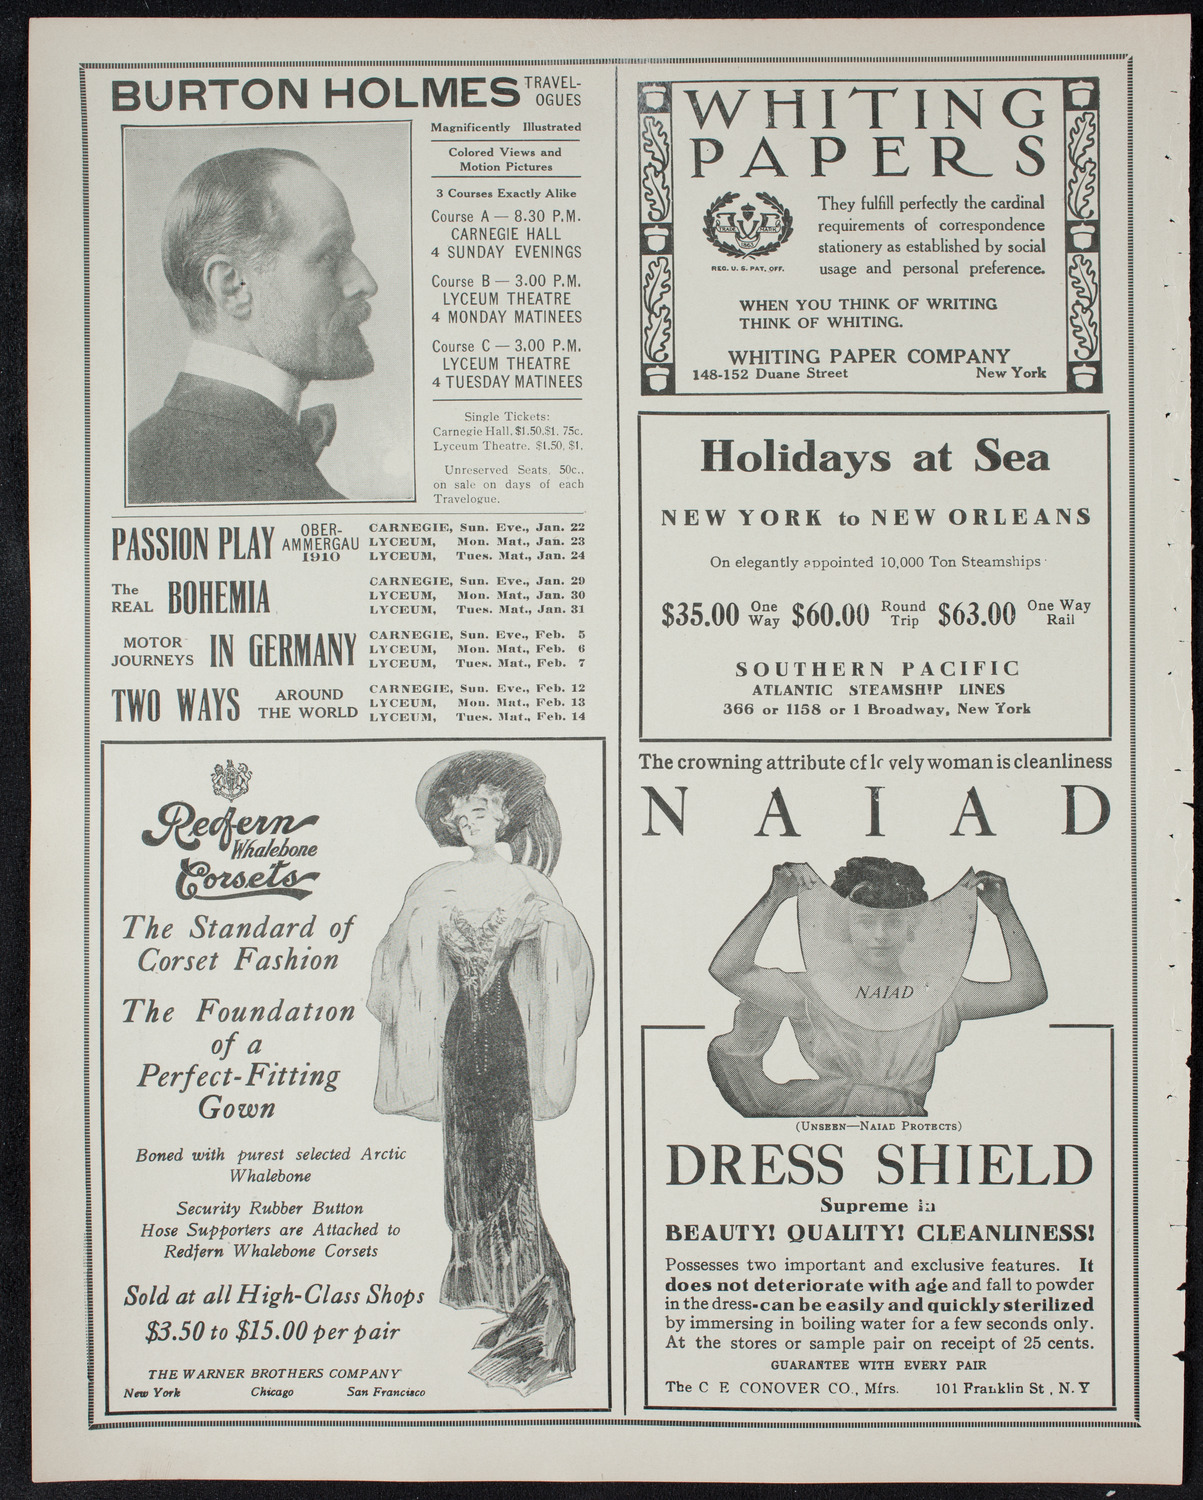 BURTON HOLMES TRAVEL-
OGUES
Magnificently Illustrated
Colored Views and
Motion Pictures
3 Courses Exactly Alike
Course A — 8.30 P.M.
CARNEGIE HALL
4 SUNDAY EVENINGS
Course B — 3.00 P.M.
LYCEUM THEATRE
4 MONDAY MATINEES
Course C — 3.00 P.M.
LYCEUM THEATRE
4 TUESDAY MATINEES
Single Tickets:
Carnegie Hall, $1.50, $1, 75c.
Lyceum Theatre, $1.50, $1.
Unreserved Seats, 50c.,
on sale on days of each
Travelogue.
PASSION PLAY OBER-
AMMERGAU
1910
CARNEGIE, Sun. Eve., Jan. 22
LYCEUM, Mon. Mat., Jan. 23
LYCEUM, Tues. Mat., Jan. 24
The
REAL BOHEMIA
CARNEGIE, Sun. Eve., Jan. 29
LYCEUM, Mon. Mat., Jan. 30
LYCEUM, Tues. Mat., Jan. 31
MOTOR
JOURNEYS IN GERMANY
CARNEGIE, Sun. Eve., Feb. 5
LYCEUM, Mon. Mat., Feb. 6
LYCEUM, Tues. Mat., Feb. 7
TWO WAYS AROUND
THE WORLD
CARNEGIE, Sun. Eve., Feb. 12
LYCEUM, Mon. Mat., Feb. 13
LYCEUM, Tues. Mat., Feb. 14
Redfern
Whalebone
Corsets
The Standard of
Corset Fashion
The Foundation
of a
Perfect-Fitting
Gown
Boned with purest selected Arctic
Whalebone
Security Rubber Button
Hose Supporters are Attached to
Redfern Whalebone Corsets
Sold at all High-Class Shops
$3.50 to $15.00 per pair
THE WARNER BROTHERS COMPANY
New York Chicago San Francisco
WHITING
PAPERS
TRADE MARK
1865
REG. U. S. PAT. OFF.
They fulfill perfectly the cardinal
requirements of correspondence
stationery as established by social
usage and personal preference.
WHEN YOU THINK OF WRITING
THINK OF WHITING.
WHITING PAPER COMPANY
148-152 Duane Street New York
Holidays at Sea
NEW YORK to NEW ORLEANS
On elegantly appointed 10,000 Ton Steamships
$35.00 One
Way $60.00 Round
Trip $63.00 One Way
Rail
SOUTHERN PACIFIC
ATLANTIC STEAMSHIP LINES
366 or 1158 or 1 Broadway, New York
The crowning attribute of lovely woman is cleanliness
NAIAD
NAIAD
(UNSEEN—NAIAD PROTECTS)
DRESS SHIELD
Supreme in
BEAUTY! QUALITY! CLEANLINESS!
Possesses two important and exclusive features. It
does not deteriorate with age and fall to powder
in the dress-can be easily and quickly sterilized
by immersing in boiling water for a few seconds only.
At the stores or sample pair on receipt of 25 cents.
GUARANTEE WITH EVERY PAIR
The C E CONOVER CO., Mfrs. 101 Franklin St, N.Y